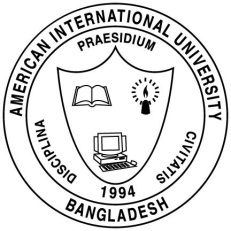 AMERICAN INTERNATIONAL UNIVERSITY
PRAESIDIUM
DISCIPLINA
CIVITATIS
1994
BANGLADESH